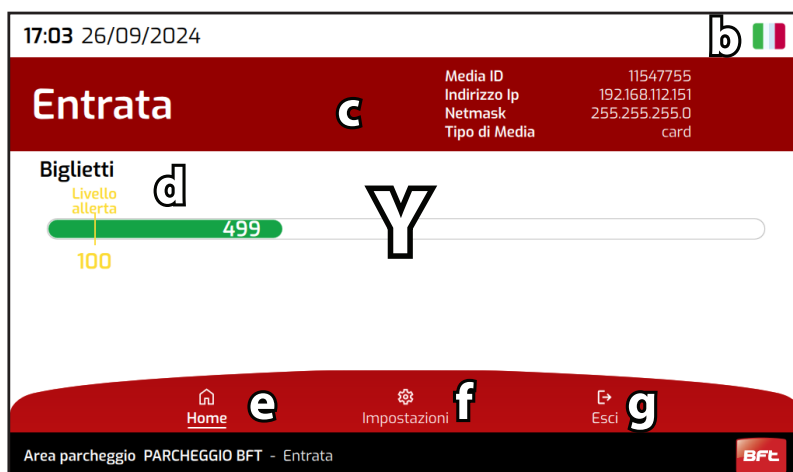 17:03 26/09/2024 b
Entrata
c
Media ID 11547755
Indirizzo Ip 192.168.112.151
Netmask 255.255.255.0
Tipo di Media card
Biglietti
d
Livello
allerta
499
100
Y
Home e
Impostazioni f
Esci g
Area parcheggio PARCHEGGIO BFT - Entrata
BFt